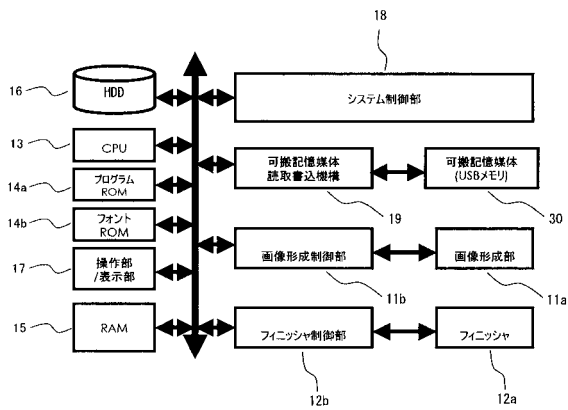 18
16
HDD
システム制御部
13
CPU
可搬記憶媒体
読取書込機構
可搬記憶媒体
(USBメモリ)
14a
プログラム
ROM
19
30
14b
フォント
ROM
画像形成制御部
画像形成部
17
操作部
/表示部
11b
11a
15
RAM
フィニッシャ制御部
フィニッシャ
12b
12a